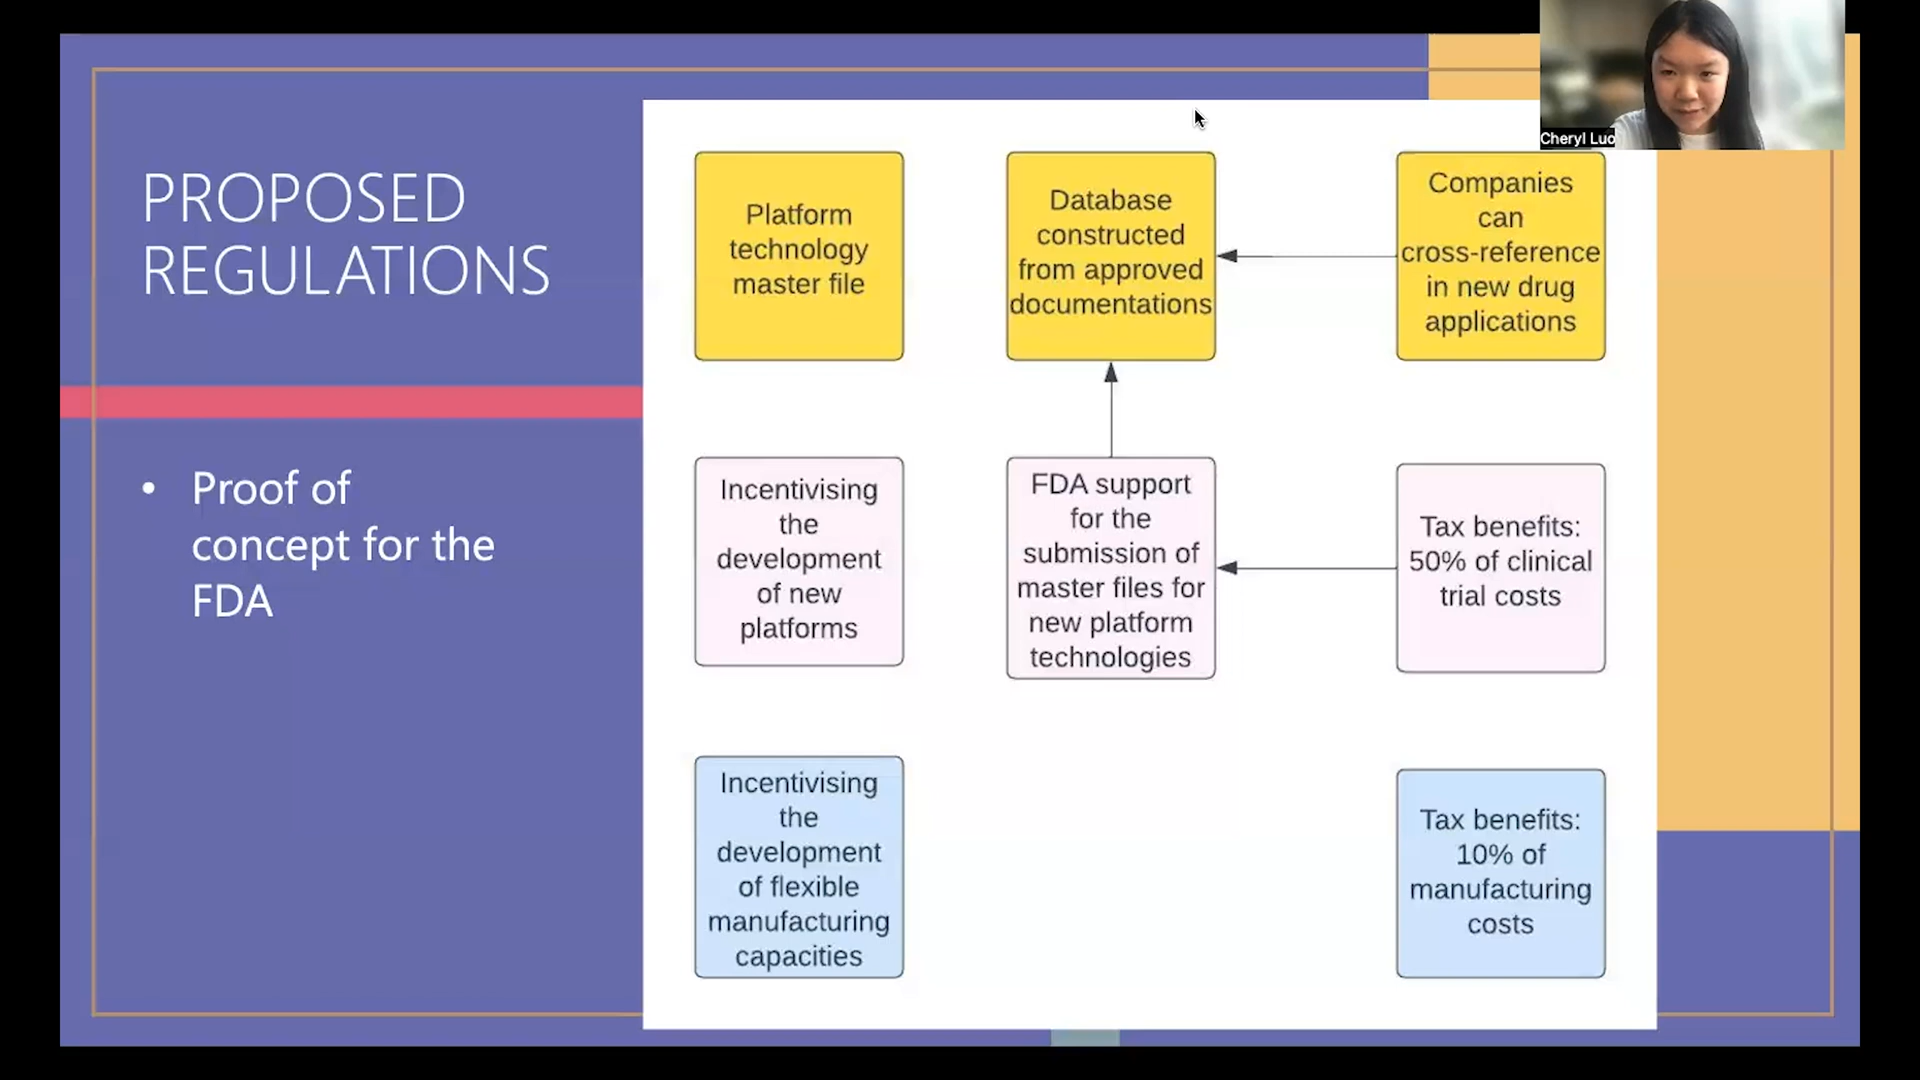 PROPOSED
REGULATIONS
• Proof of
concept for the
FDA
Platform
technology
master file
Database
constructed
from approved
documentations
Companies
can
cross-reference
in new drug
applications
Incentivising
the
development
of new
platforms
FDA support
for the
submission of
master files for
new platform
technologies
Tax benefits:
50% of clinical
trial costs
Incentivising
the
development
of flexible
manufacturing
capacities
Tax benefits:
10% of
manufacturing
costs
Cheryl Luo